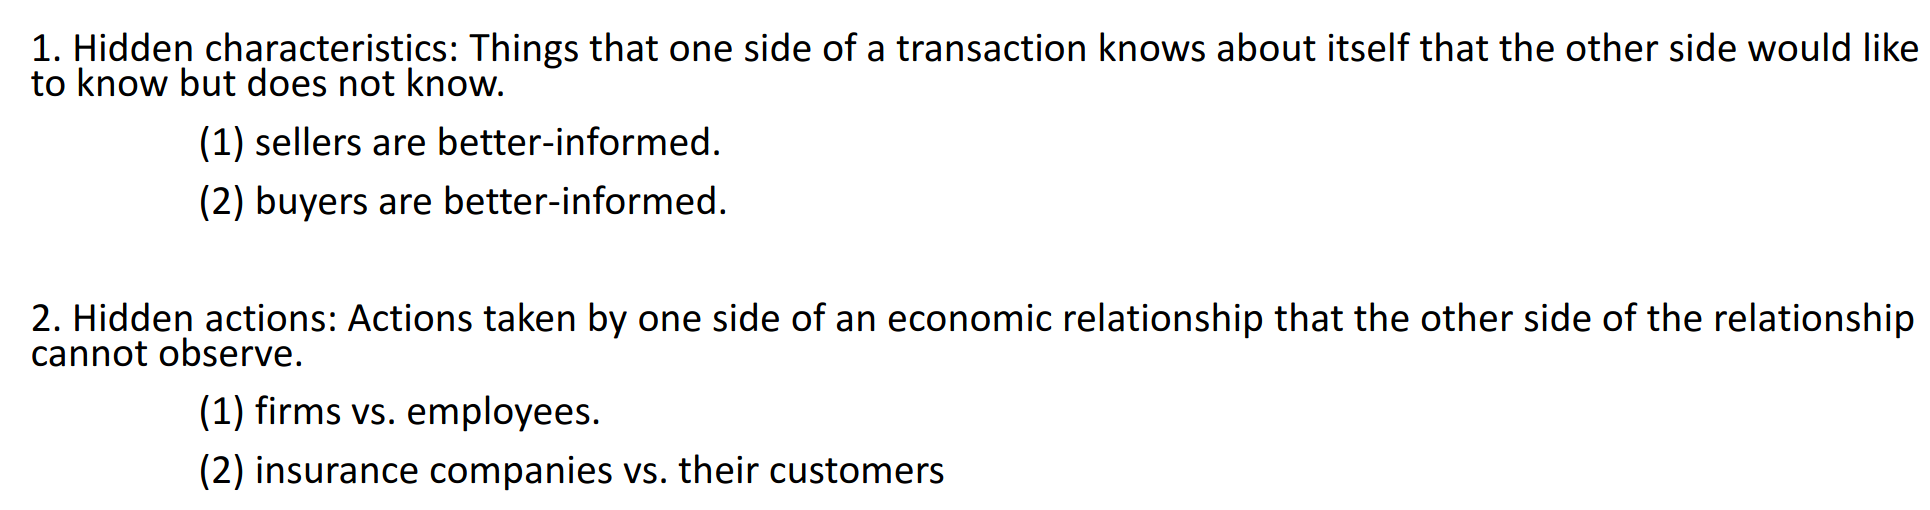 1. Hidden characteristics: Things that one side of a transaction knows about itself that the other side would like
to know but does not know.
(1) sellers are better-informed.
(2) buyers are better-informed.
2. Hidden actions: Actions taken by one side of an economic relationship that the other side of the relationship
cannot observe.
(1) firms vs. employees.
(2) insurance companies vs. their customers